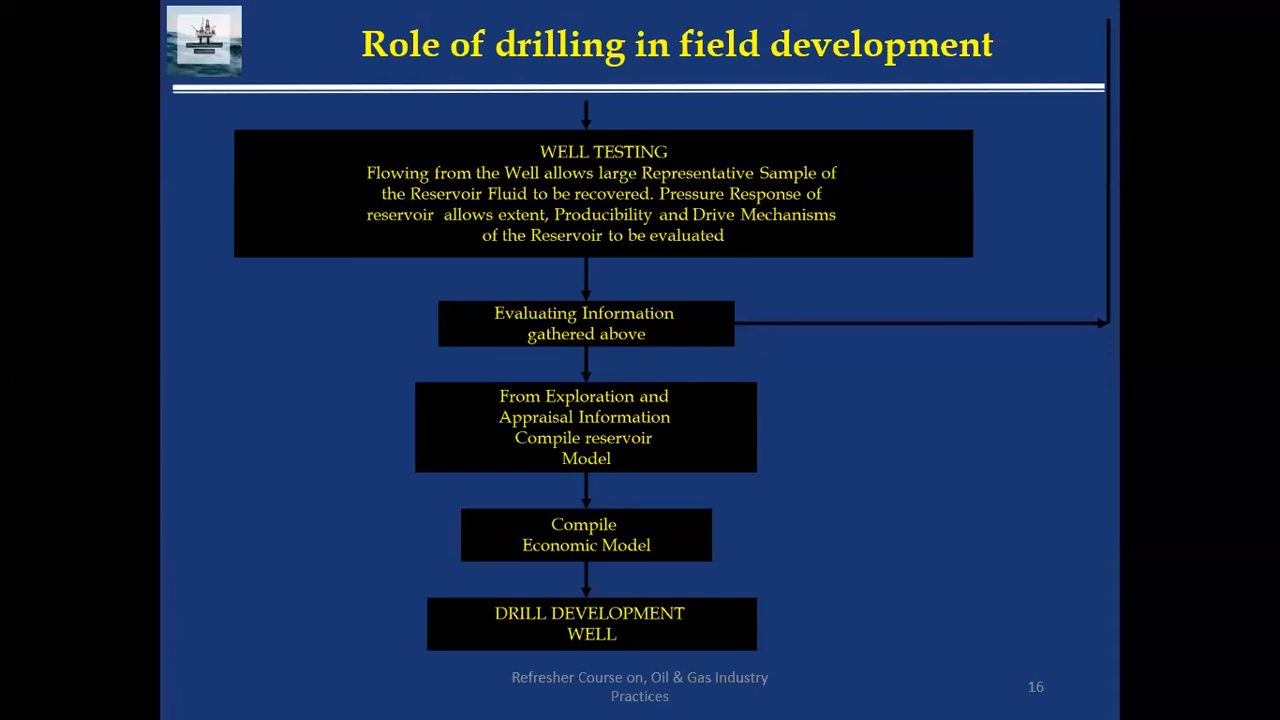 Role of drilling in field development
WELL TESTING
Flowing from the Well allows large Representative Sample of
the Reservoir Fluid to be recovered. Pressure Response of
reservoir allows extent, Producibility and Drive Mechanisms
of the Reservoir to be evaluated
Evaluating Information
gathered above
From Exploration and
Appraisal Information
Compile reservoir
Model
Compile
Economic Model
DRILL DEVELOPMENT
WELL
Refresher Course on, Oil & Gas Industry
Practices
16